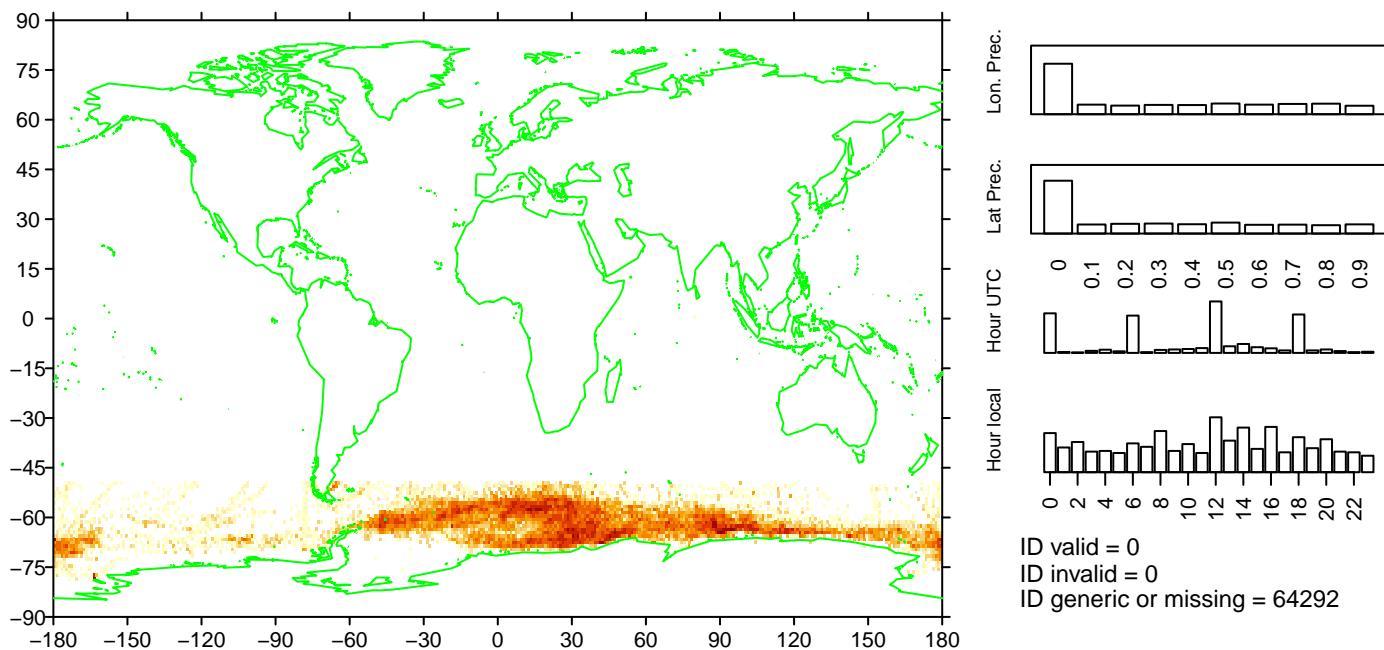 90
75
60
45
30
15
0
−15
−30
−45
−60
−75
−90
−180 −150 −120 −90 −60 −30 0 30 60 90 120 150 180
Lon. Prec.
Lat Prec.
0 0.1 0.2 0.3 0.4 0.5 0.6 0.7 0.8 0.9
Hour UTC
Hour local
0 2 4 6 8 10 12 14 16 18 20 22
ID valid = 0
ID invalid = 0
ID generic or missing = 64292